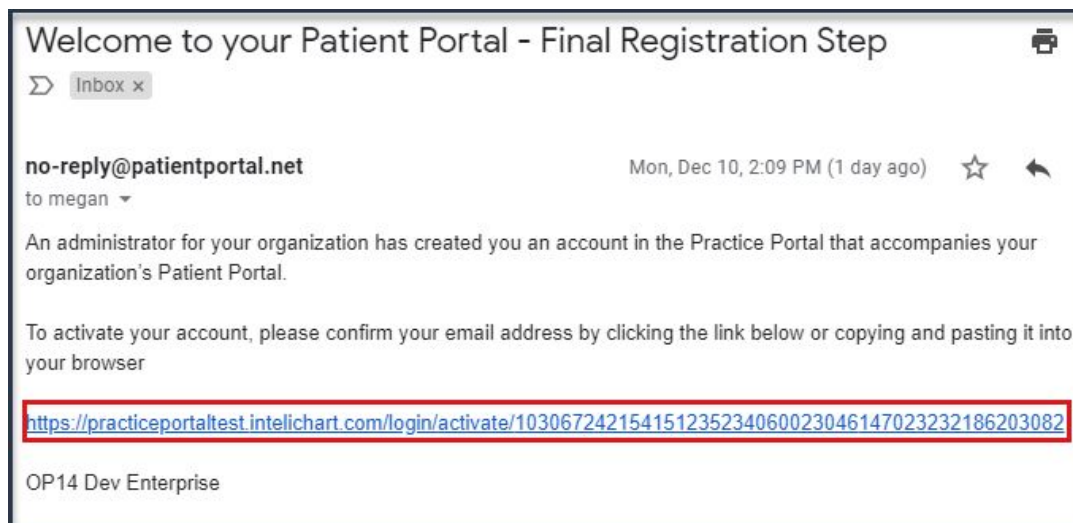 Welcome to your Patient Portal - Final Registration Step
Inbox x
no-reply@patientportal.net Mon, Dec 10, 2:09 PM (1 day ago)
to megan
An administrator for your organization has created you an account in the Practice Portal that accompanies your
organization's Patient Portal.
To activate your account, please confirm your email address by clicking the link below or copying and pasting it into
your browser
https://practiceportaltest.intelichart.com/login/activate/10306724215415123523406002304614702323218620308​2
OP14 Dev Enterprise